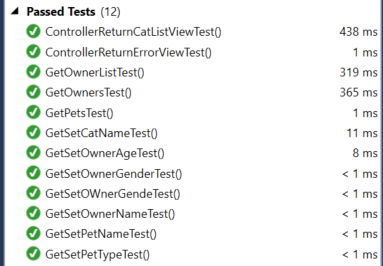 Passed Tests (12)
ControllerReturnCatListViewTest() 438 ms
ControllerReturnErrorViewTest() 1 ms
GetOwnerListTest() 319 ms
GetOwnersTest() 365 ms
GetPetsTest() 1 ms
GetSetCatNameTest() 11 ms
GetSetOwnerAgeTest() 8 ms
GetSetOwnerGenderTest() < 1 ms
GetSetOWnerGendeTest() < 1 ms
GetSetOwnerNameTest() < 1 ms
GetSetPetNameTest() < 1 ms
GetSetPetTypeTest() < 1 ms